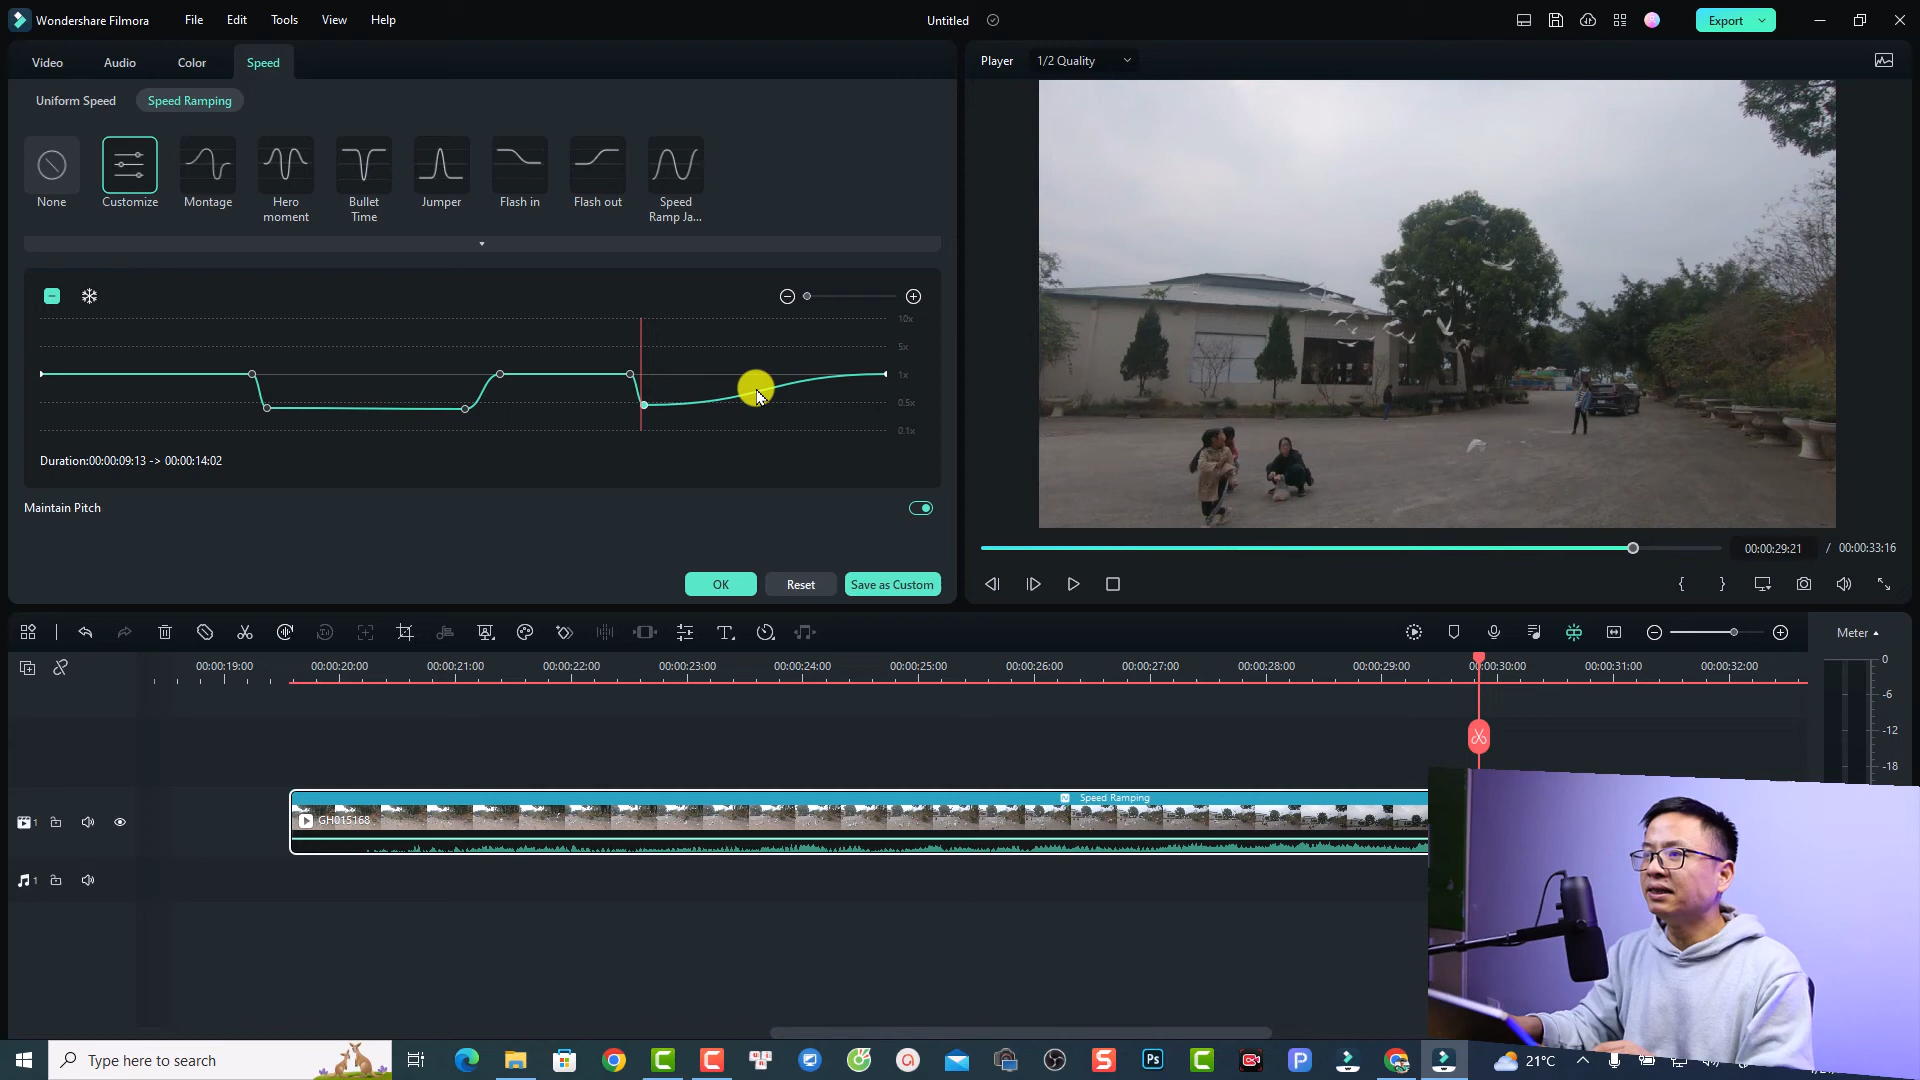 Wondershare Filmora
File
Edit
Tools
View
Help
Untitled
Export
Video
Audio
Color
Speed
Player
1/2 Quality
Uniform Speed
Speed Ramping
None
Customize
Montage
Hero
moment
Bullet
Time
Jumper
Flash in
Flash out
Speed
Ramp Ja...
10x
5x
1x
0.5x
0.1x
Duration:00:00:09:13 -> 00:00:14:02
Maintain Pitch
OK
Reset
Save as Custom
00:00:29:21 / 00:00:33:16
Meter
00:00:19:00
00:00:20:00
00:00:21:00
00:00:22:00
00:00:23:00
00:00:24:00
00:00:25:00
00:00:26:00
00:00:27:00
00:00:28:00
00:00:29:00
00:00:30:00
00:00:31:00
00:00:32:00
0
-6
-12
-18
Speed Ramping
GH015168
1
1
Type here to search
Ps
21°C